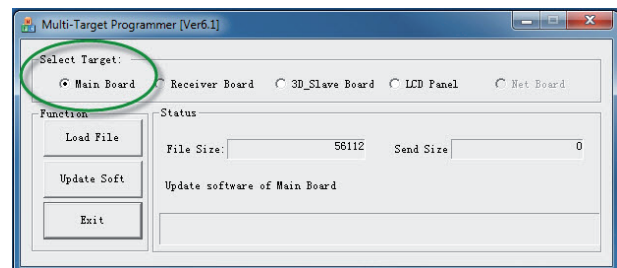 Multi-Target Programmer [Ver6.1]
Select Target:
Main Board Receiver Board 3D_Slave Board LCD Panel Net Board
Function
Load File
Update Soft
Exit
Status
File Size: 56112 Send Size 0
Update software of Main Board